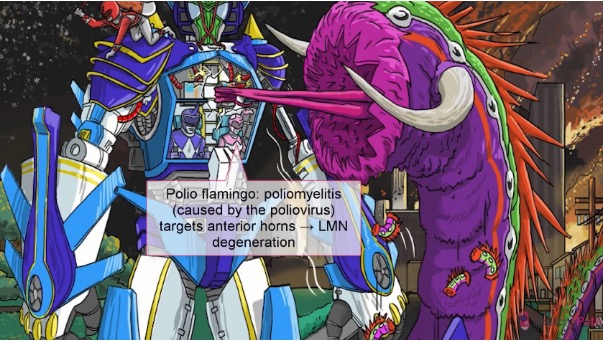 Polio flamingo: poliomyelitis
(caused by the poliovirus)
targets anterior horns → LMN
degeneration